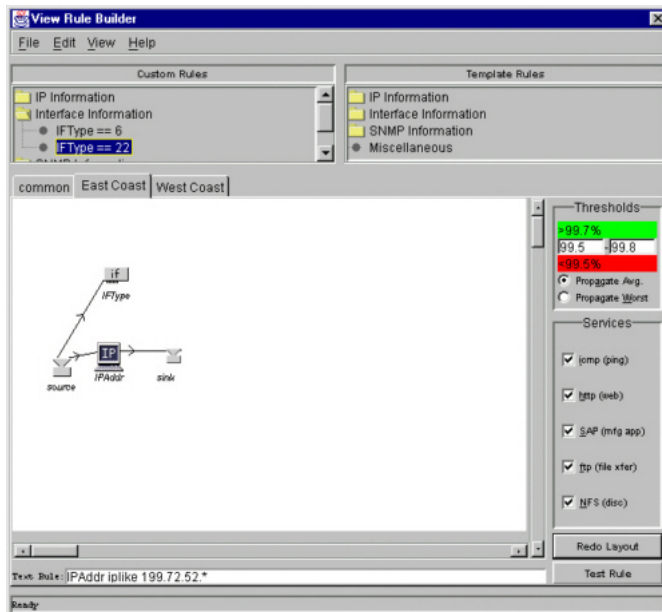 View Rule Builder
File Edit View Help
Custom Rules
IP Information
Interface Information
IFType == 6
IFType == 22
SNMP Information
Template Rules
IP Information
Interface Information
SNMP Information
Miscellaneous
common East Coast West Coast
if
IFType
source
IP
IPAddr
sink
Thresholds
>99.7%
99.5 - 99.8
<99.5%
Propagate Avg.
Propagate Worst
Services
icmp (ping)
http (web)
SAP (mfg app)
ftp (file xfer)
NFS (disc)
Redo Layout
Text Rule: IPAddr iplike 199.72.52.*
Test Rule
Ready